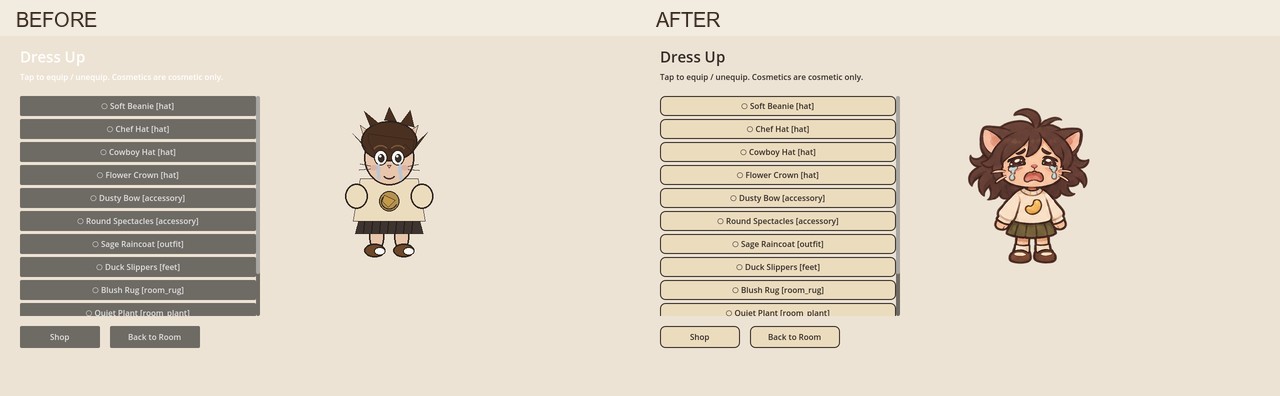 BEFORE
Dress Up
Tap to equip / unequip. Cosmetics are cosmetic only.
○ Soft Beanie [hat]
○ Chef Hat [hat]
○ Cowboy Hat [hat]
○ Flower Crown [hat]
○ Dusty Bow [accessory]
○ Round Spectacles [accessory]
○ Sage Raincoat [outfit]
○ Duck Slippers [feet]
○ Blush Rug [room_rug]
○ Quiet Plant [room_plant]
Shop
Back to Room
AFTER
Dress Up
Tap to equip / unequip. Cosmetics are cosmetic only.
○ Soft Beanie [hat]
○ Chef Hat [hat]
○ Cowboy Hat [hat]
○ Flower Crown [hat]
○ Dusty Bow [accessory]
○ Round Spectacles [accessory]
○ Sage Raincoat [outfit]
○ Duck Slippers [feet]
○ Blush Rug [room_rug]
○ Quiet Plant [room_plant]
Shop
Back to Room